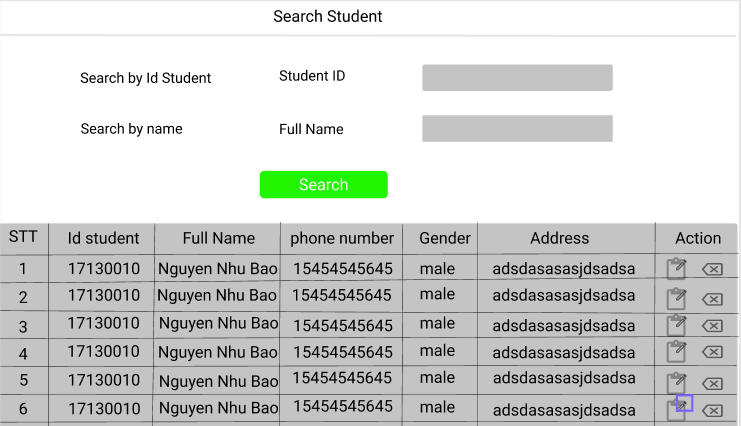 Search Student
Search by Id Student Student ID
Search by name Full Name
Search
STT Id student Full Name phone number Gender Address Action
1 17130010 Nguyen Nhu Bao 15454545645 male adsdasasasjdsadsa
2 17130010 Nguyen Nhu Bao 15454545645 male adsdasasasjdsadsa
3 17130010 Nguyen Nhu Bao 15454545645 male adsdasasasjdsadsa
4 17130010 Nguyen Nhu Bao 15454545645 male adsdasasasjdsadsa
5 17130010 Nguyen Nhu Bao 15454545645 male adsdasasasjdsadsa
6 17130010 Nguyen Nhu Bao 15454545645 male adsdasasasjdsadsa